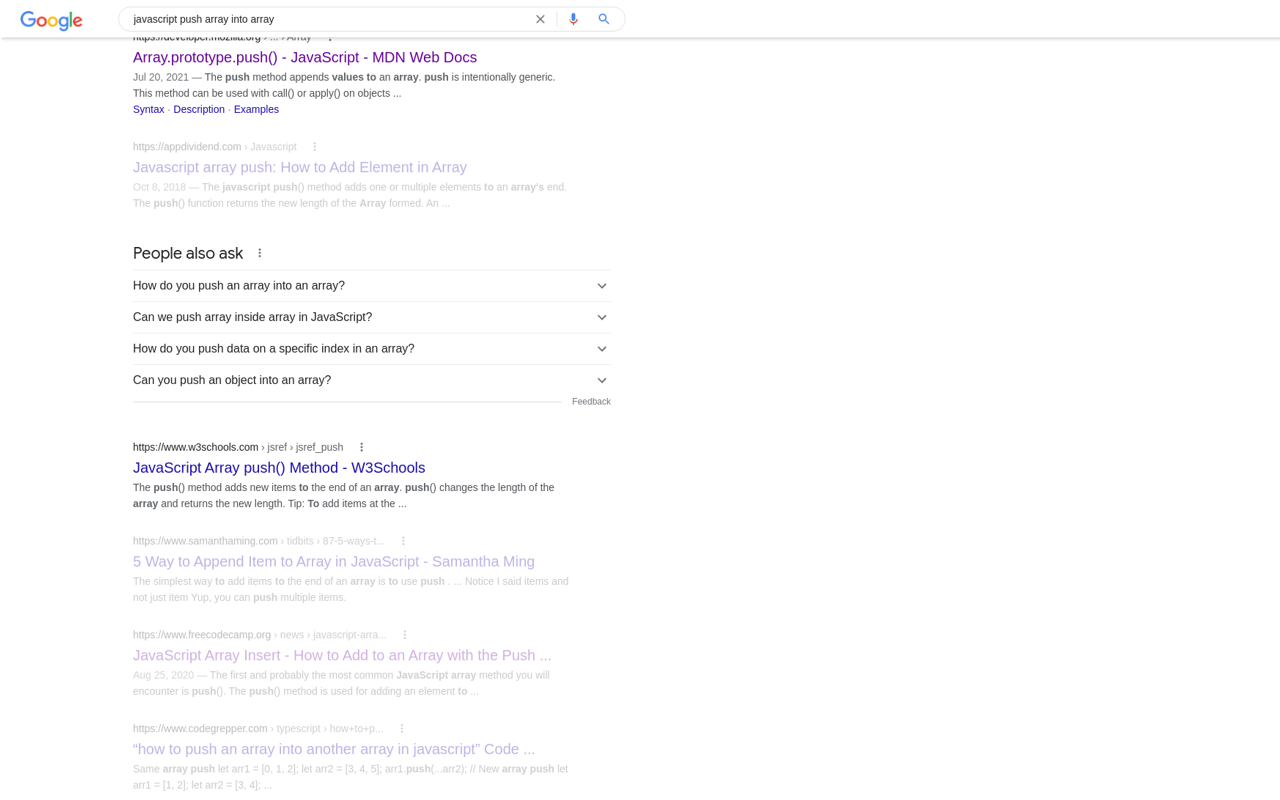 Google
javascript push array into array
https://developer.mozilla.org › ... › Array
Array.prototype.push() - JavaScript - MDN Web Docs
Jul 20, 2021 — The push method appends values to an array. push is intentionally generic.
This method can be used with call() or apply() on objects ...
Syntax · Description · Examples
https://appdividend.com › Javascript
Javascript array push: How to Add Element in Array
Oct 8, 2018 — The javascript push() method adds one or multiple elements to an array's end.
The push() function returns the new length of the Array formed. An ...
People also ask
How do you push an array into an array?
Can we push array inside array in JavaScript?
How do you push data on a specific index in an array?
Can you push an object into an array?
Feedback
https://www.w3schools.com › jsref › jsref_push
JavaScript Array push() Method - W3Schools
The push() method adds new items to the end of an array. push() changes the length of the
array and returns the new length. Tip: To add items at the ...
https://www.samanthaming.com › tidbits › 87-5-ways-t...
5 Way to Append Item to Array in JavaScript - Samantha Ming
The simplest way to add items to the end of an array is to use push . ... Notice I said items and
not just item Yup, you can push multiple items.
https://www.freecodecamp.org › news › javascript-arra...
JavaScript Array Insert - How to Add to an Array with the Push ...
Aug 25, 2020 — The first and probably the most common JavaScript array method you will
encounter is push(). The push() method is used for adding an element to ...
https://www.codegrepper.com › typescript › how+to+p...
“how to push an array into another array in javascript” Code ...
Same array push let arr1 = [0, 1, 2]; let arr2 = [3, 4, 5]; arr1.push(...arr2); // New array push let
arr1 = [1, 2]; let arr2 = [3, 4]; ...